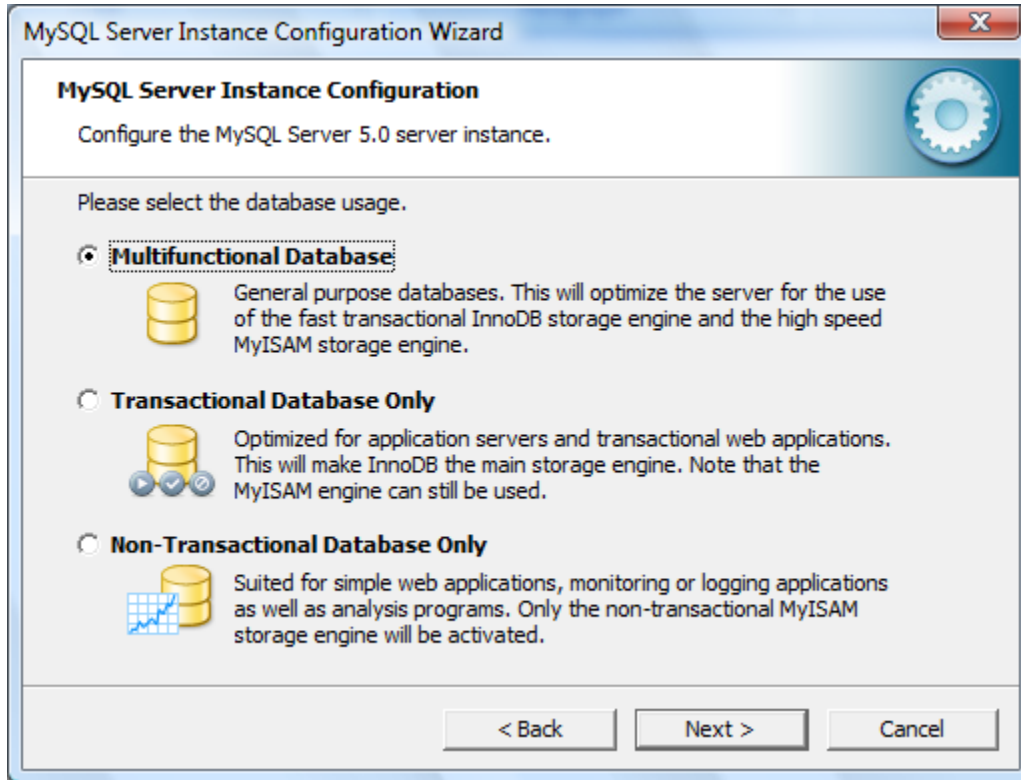 MySQL Server Instance Configuration Wizard
MySQL Server Instance Configuration
Configure the MySQL Server 5.0 server instance.
Please select the database usage.
Multifunctional Database
General purpose databases. This will optimize the server for the use
of the fast transactional InnoDB storage engine and the high speed
MyISAM storage engine.
Transactional Database Only
Optimized for application servers and transactional web applications.
This will make InnoDB the main storage engine. Note that the
MyISAM engine can still be used.
Non-Transactional Database Only
Suited for simple web applications, monitoring or logging applications
as well as analysis programs. Only the non-transactional MyISAM
storage engine will be activated.
< Back Next > Cancel